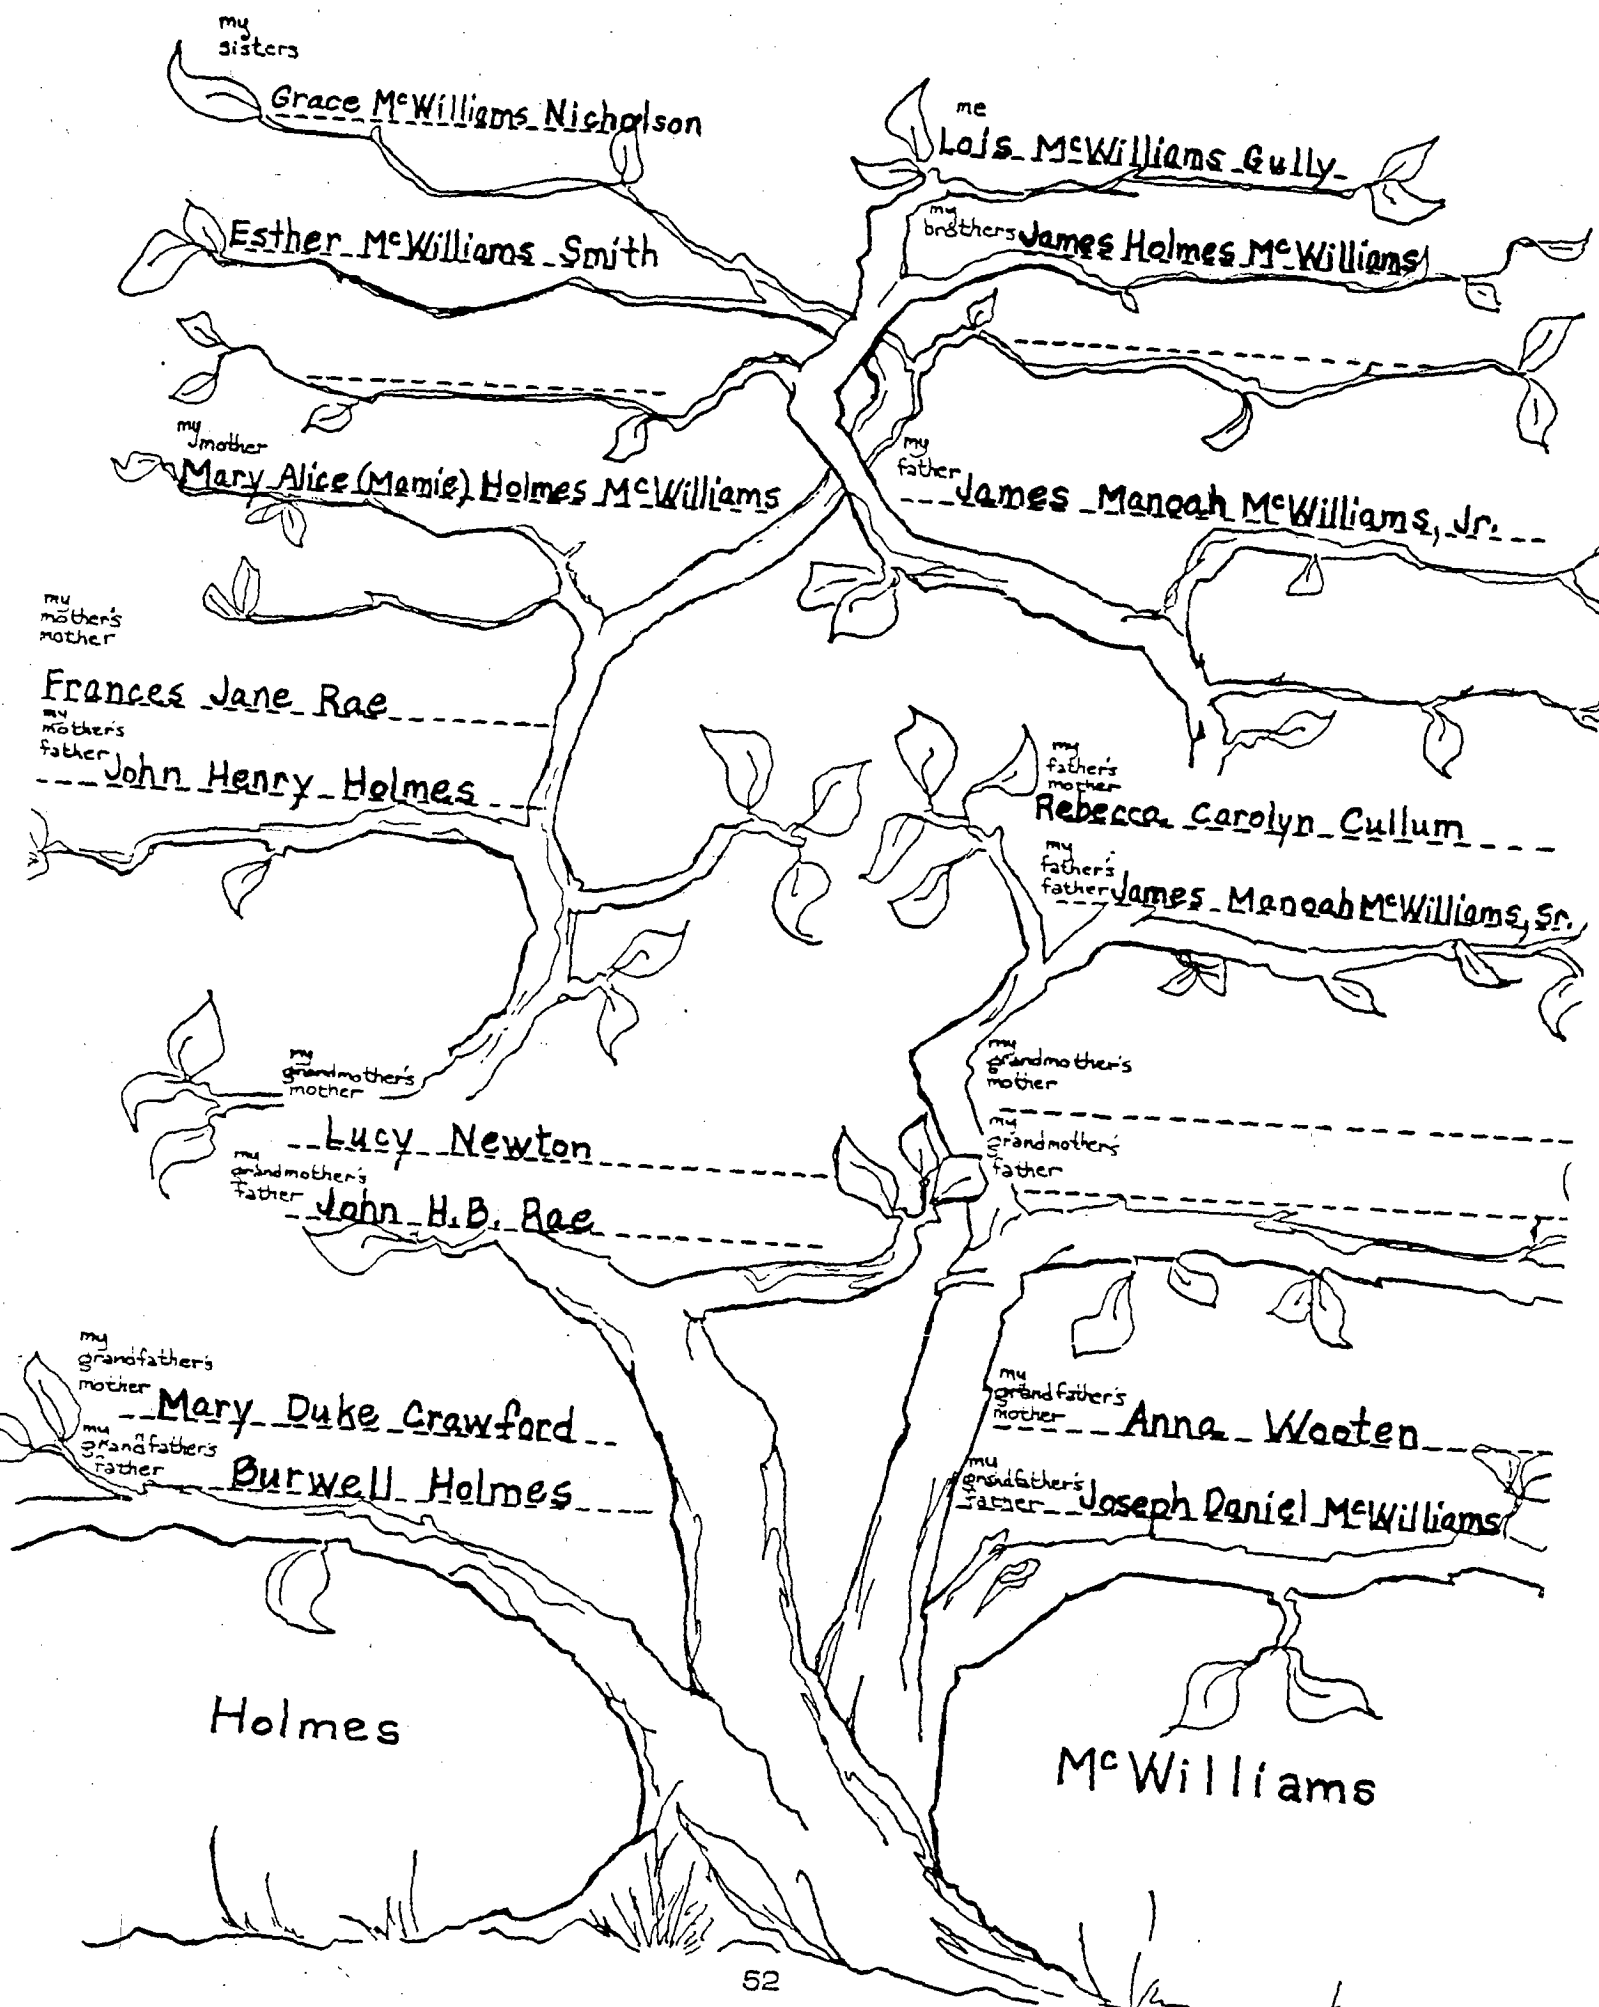 my
sisters
Grace McWilliams Nicholson
me
Lois McWilliams Gully
Esther McWilliams Smith
my
brothers James Holmes McWilliams
my
mother
Mary Alice (Mamie) Holmes McWilliams
my
father
James Manoah McWilliams, Jr.
my
mother's
mother
Frances Jane Rae
my
mother's
father John Henry Holmes
my
father's
mother
Rebecca Carolyn Cullum
my
father's
father James Manoah McWilliams, Sr.
my
grandmother's
mother
Lucy Newton
my
grandmother's
father John H.B. Rae
my
grandmother's
mother
my
grandmother's
father
my
grandfather's
mother Mary Duke Crawford
my
grandfather's
father Burwell Holmes
my
grandfather's
mother Anna Wooten
my
grandfather's
father Joseph Daniel McWilliams
Holmes
McWilliams
52